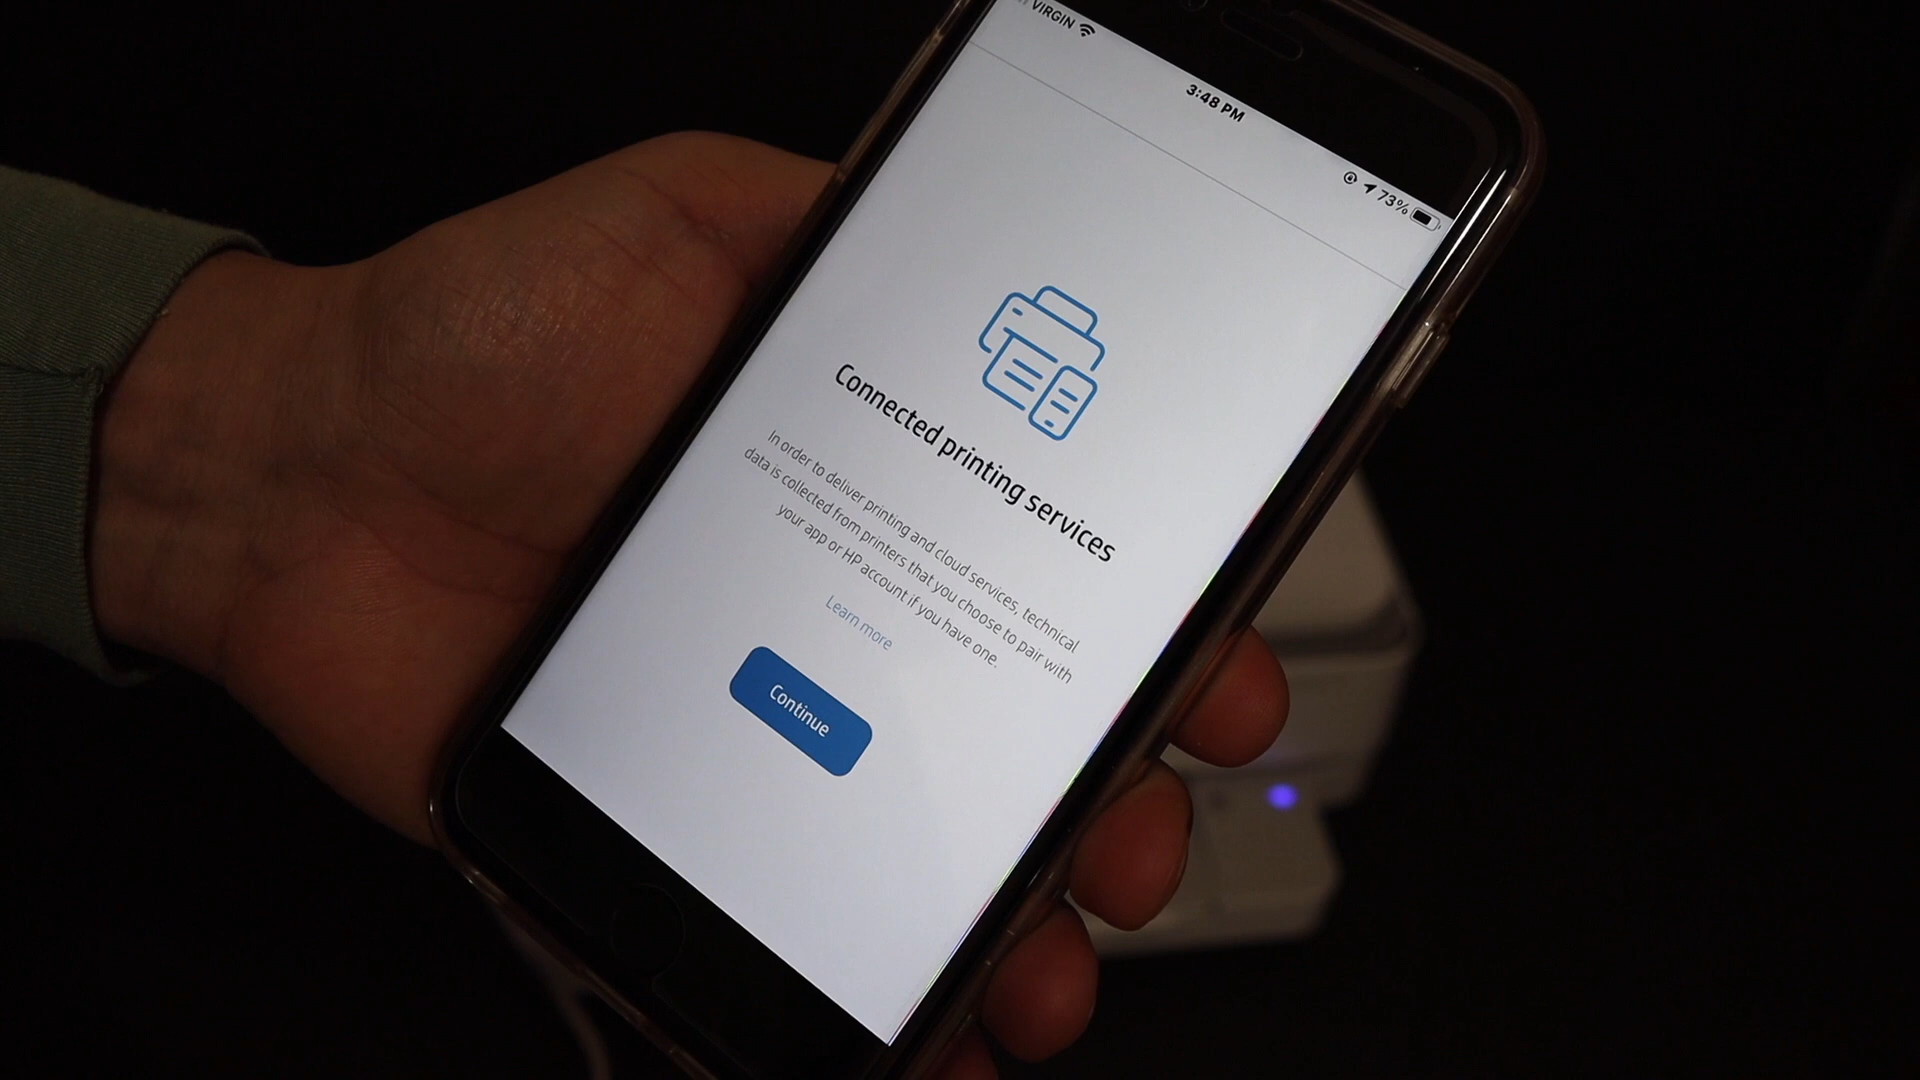 VIRGIN
3:48 PM
73%
Connected printing services
In order to deliver printing and cloud services, technical
data is collected from printers that you choose to pair with
your app or HP account if you have one.
Learn more
Continue